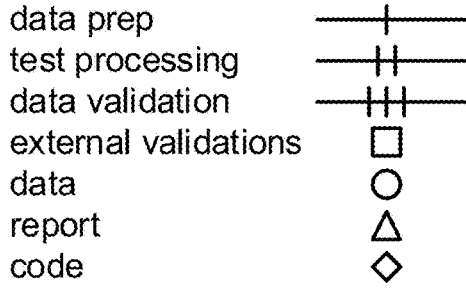 data prep
test processing
data validation
external validations
data
report
code